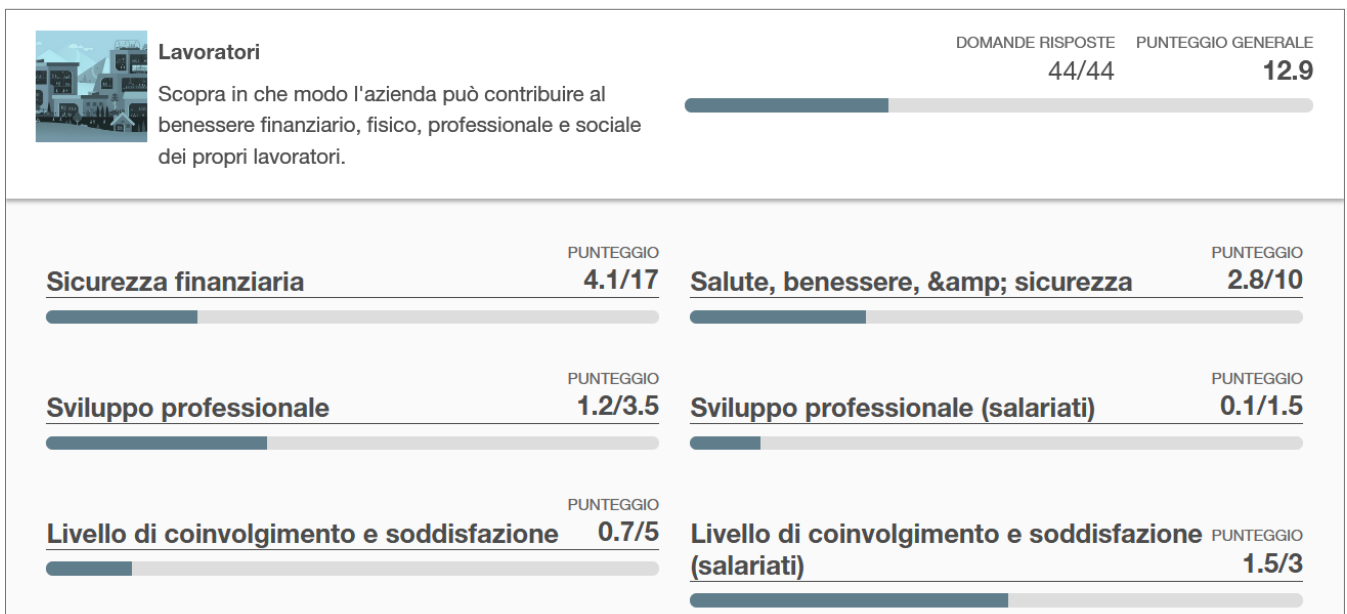 Lavoratori
Scopra in che modo l'azienda può contribuire al
benessere finanziario, fisico, professionale e sociale
dei propri lavoratori.
DOMANDE RISPOSTE
44/44
PUNTEGGIO GENERALE
12.9
Sicurezza finanziaria
PUNTEGGIO
4.1/17
Salute, benessere, &amp; sicurezza
PUNTEGGIO
2.8/10
Sviluppo professionale
PUNTEGGIO
1.2/3.5
Sviluppo professionale (salariati)
PUNTEGGIO
0.1/1.5
Livello di coinvolgimento e soddisfazione
PUNTEGGIO
0.7/5
Livello di coinvolgimento e soddisfazione
(salariati)
PUNTEGGIO
1.5/3